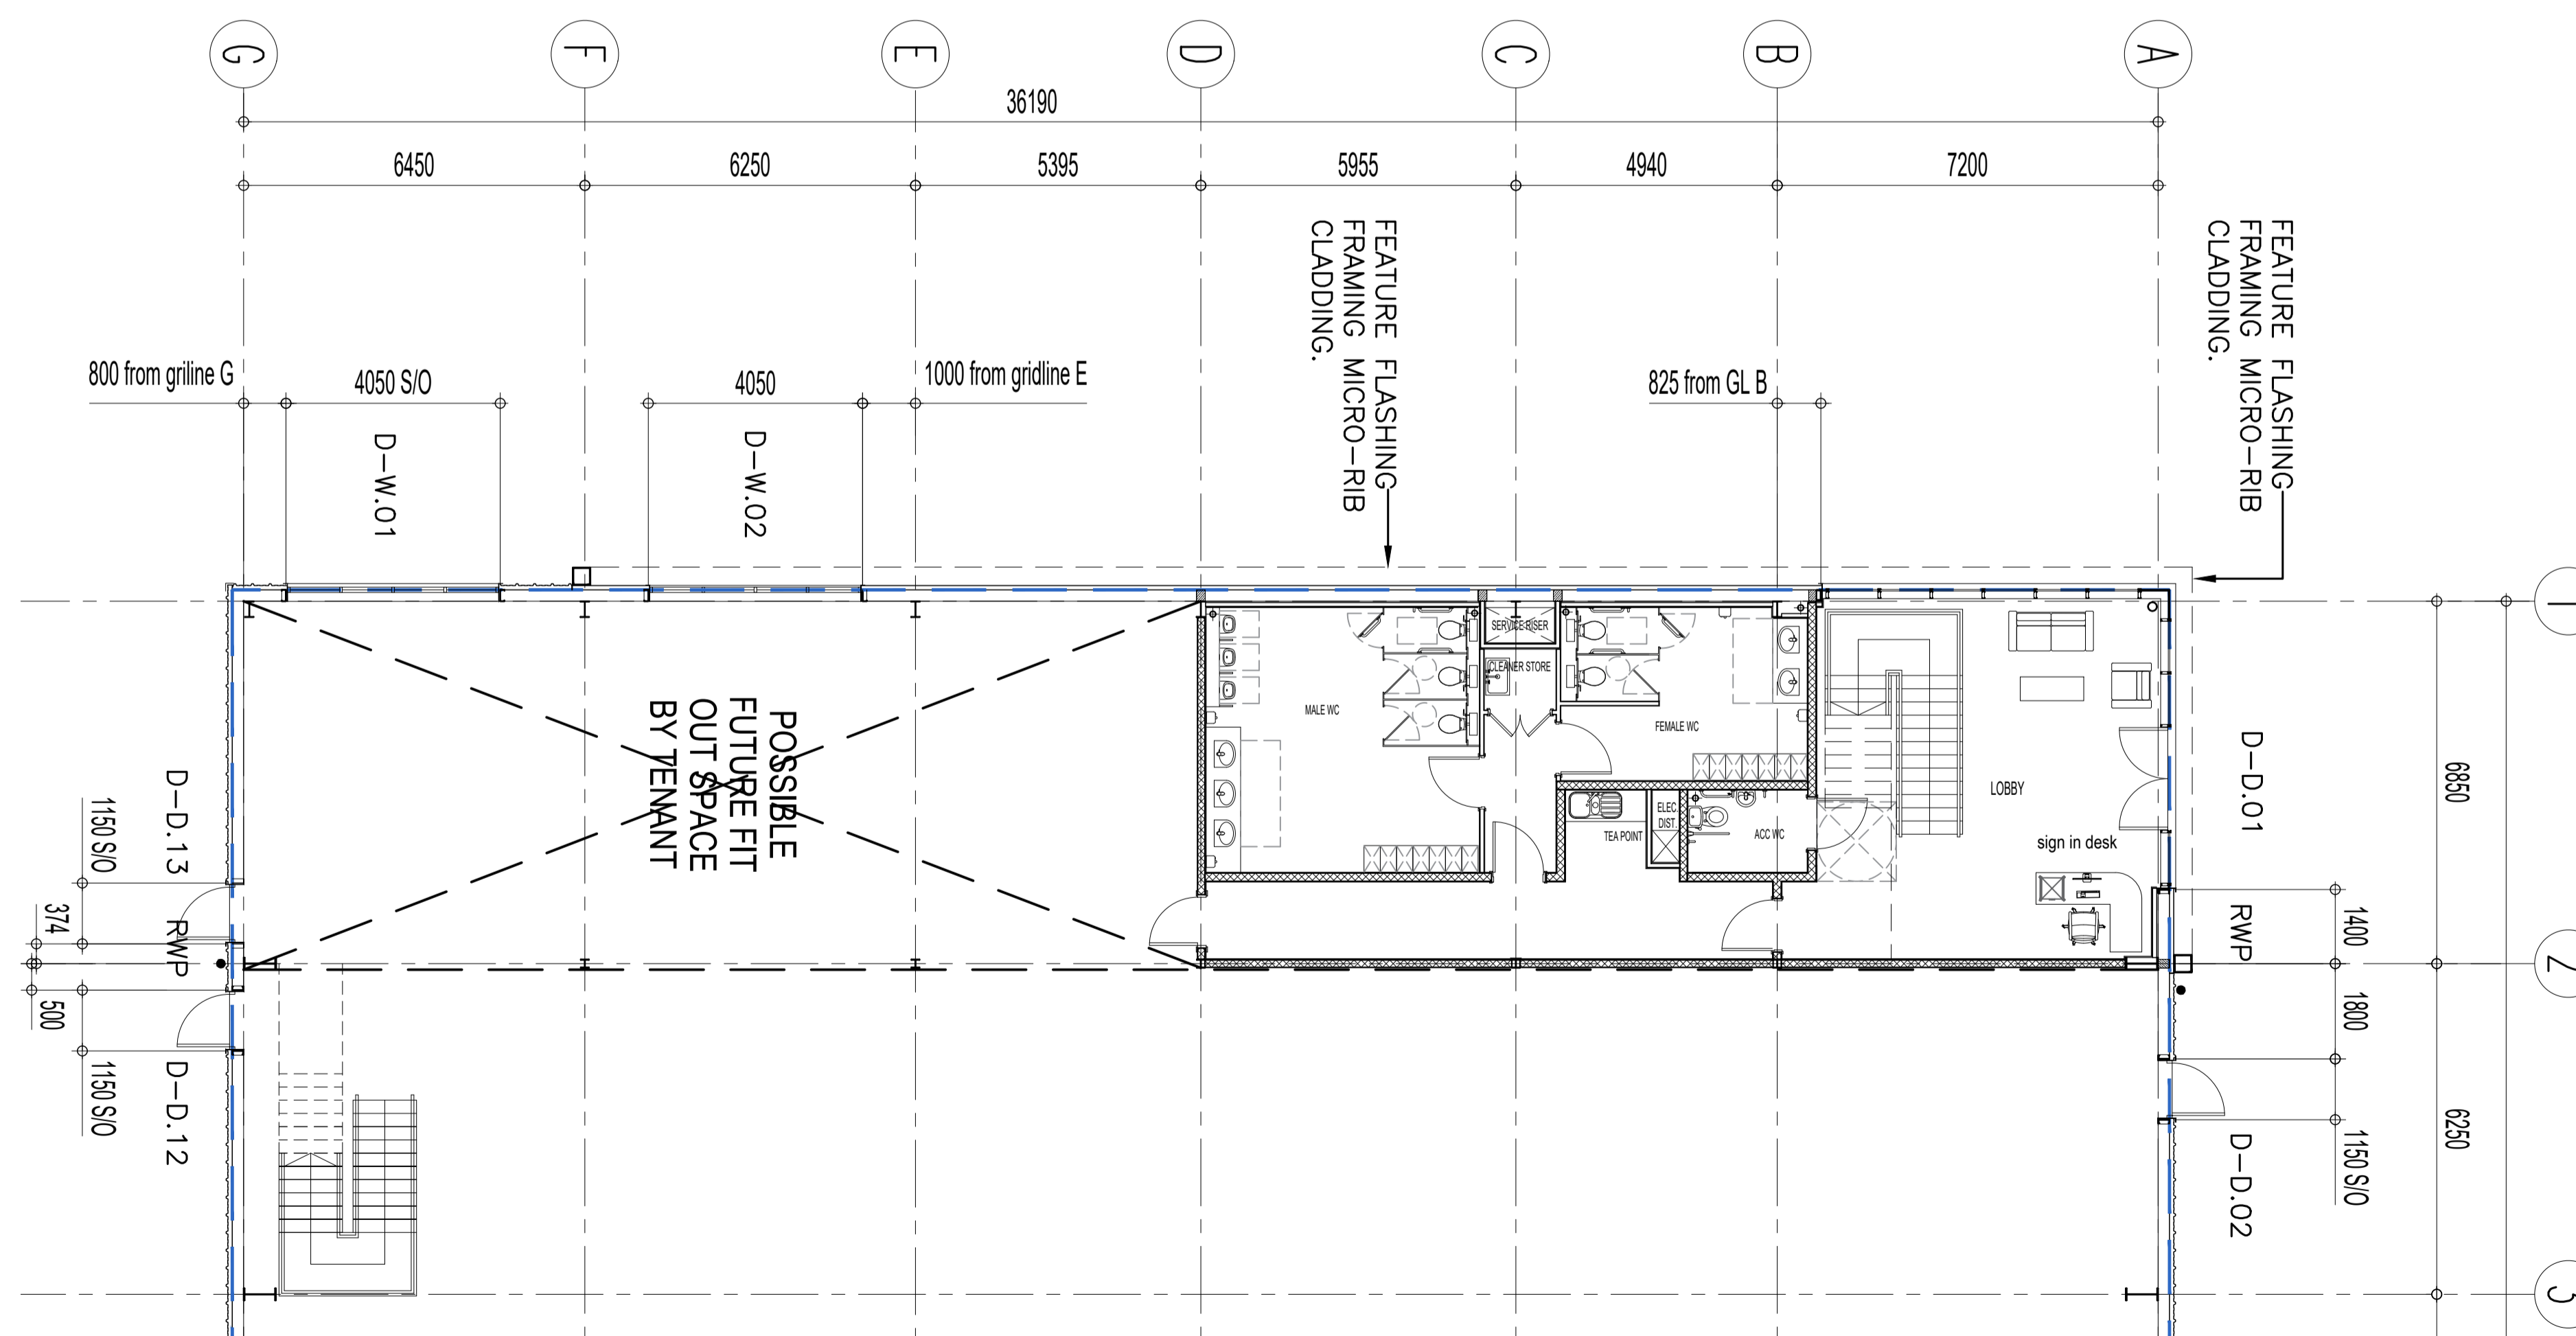 G
F
E
D
C
B
A
36190
6450
6250
5395
5955
4940
7200
FEATURE FLASHING
FRAMING MICRO-RIB
CLADDING.
FEATURE FLASHING
FRAMING MICRO-RIB
CLADDING.
800 from griline G
4050 S/O
4050
1000 from gridline E
825 from GL B
D-W.01
D-W.02
1
SERVICE RISER
CLEANER STORE
MALE WC
FEMALE WC
POSSIBLE
FUTURE FIT
OUT SPACE
BY TENANT
LOBBY
D-D.01
6850
TEA POINT
ELEC.
DIST.
ACC WC
sign in desk
D-D.13
1150 S/O
374
RWP
RWP
1400
2
500
1800
1150 S/O
D-D.12
D-D.02
1150 S/O
6250
3